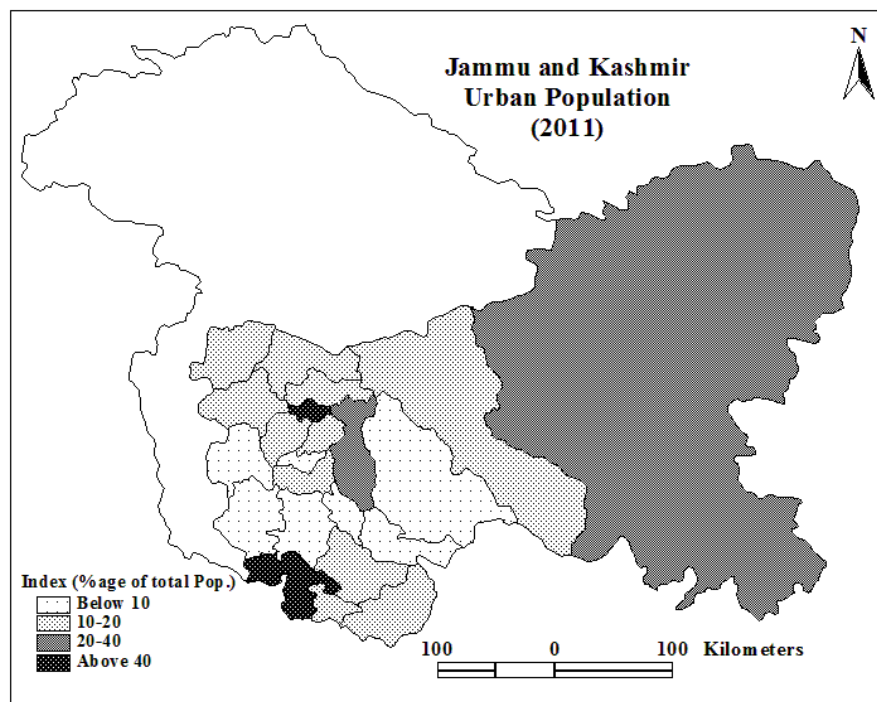 Jammu and Kashmir
Urban Population
(2011)
N
Index (%age of total Pop.)
Below 10
10-20
20-40
Above 40
100 0 100 Kilometers